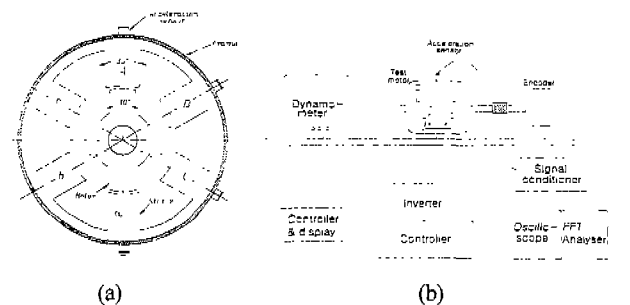 Acceleration
sensor
Frame
Rotor
Stator
(a)
Acceleration
sensor
Test
motor
Encoder
Dynamo-
meter
Signal
conditioner
Inverter
Controller
& display
Controller
Oscillo-
scope
FFT
Analyser
(b)